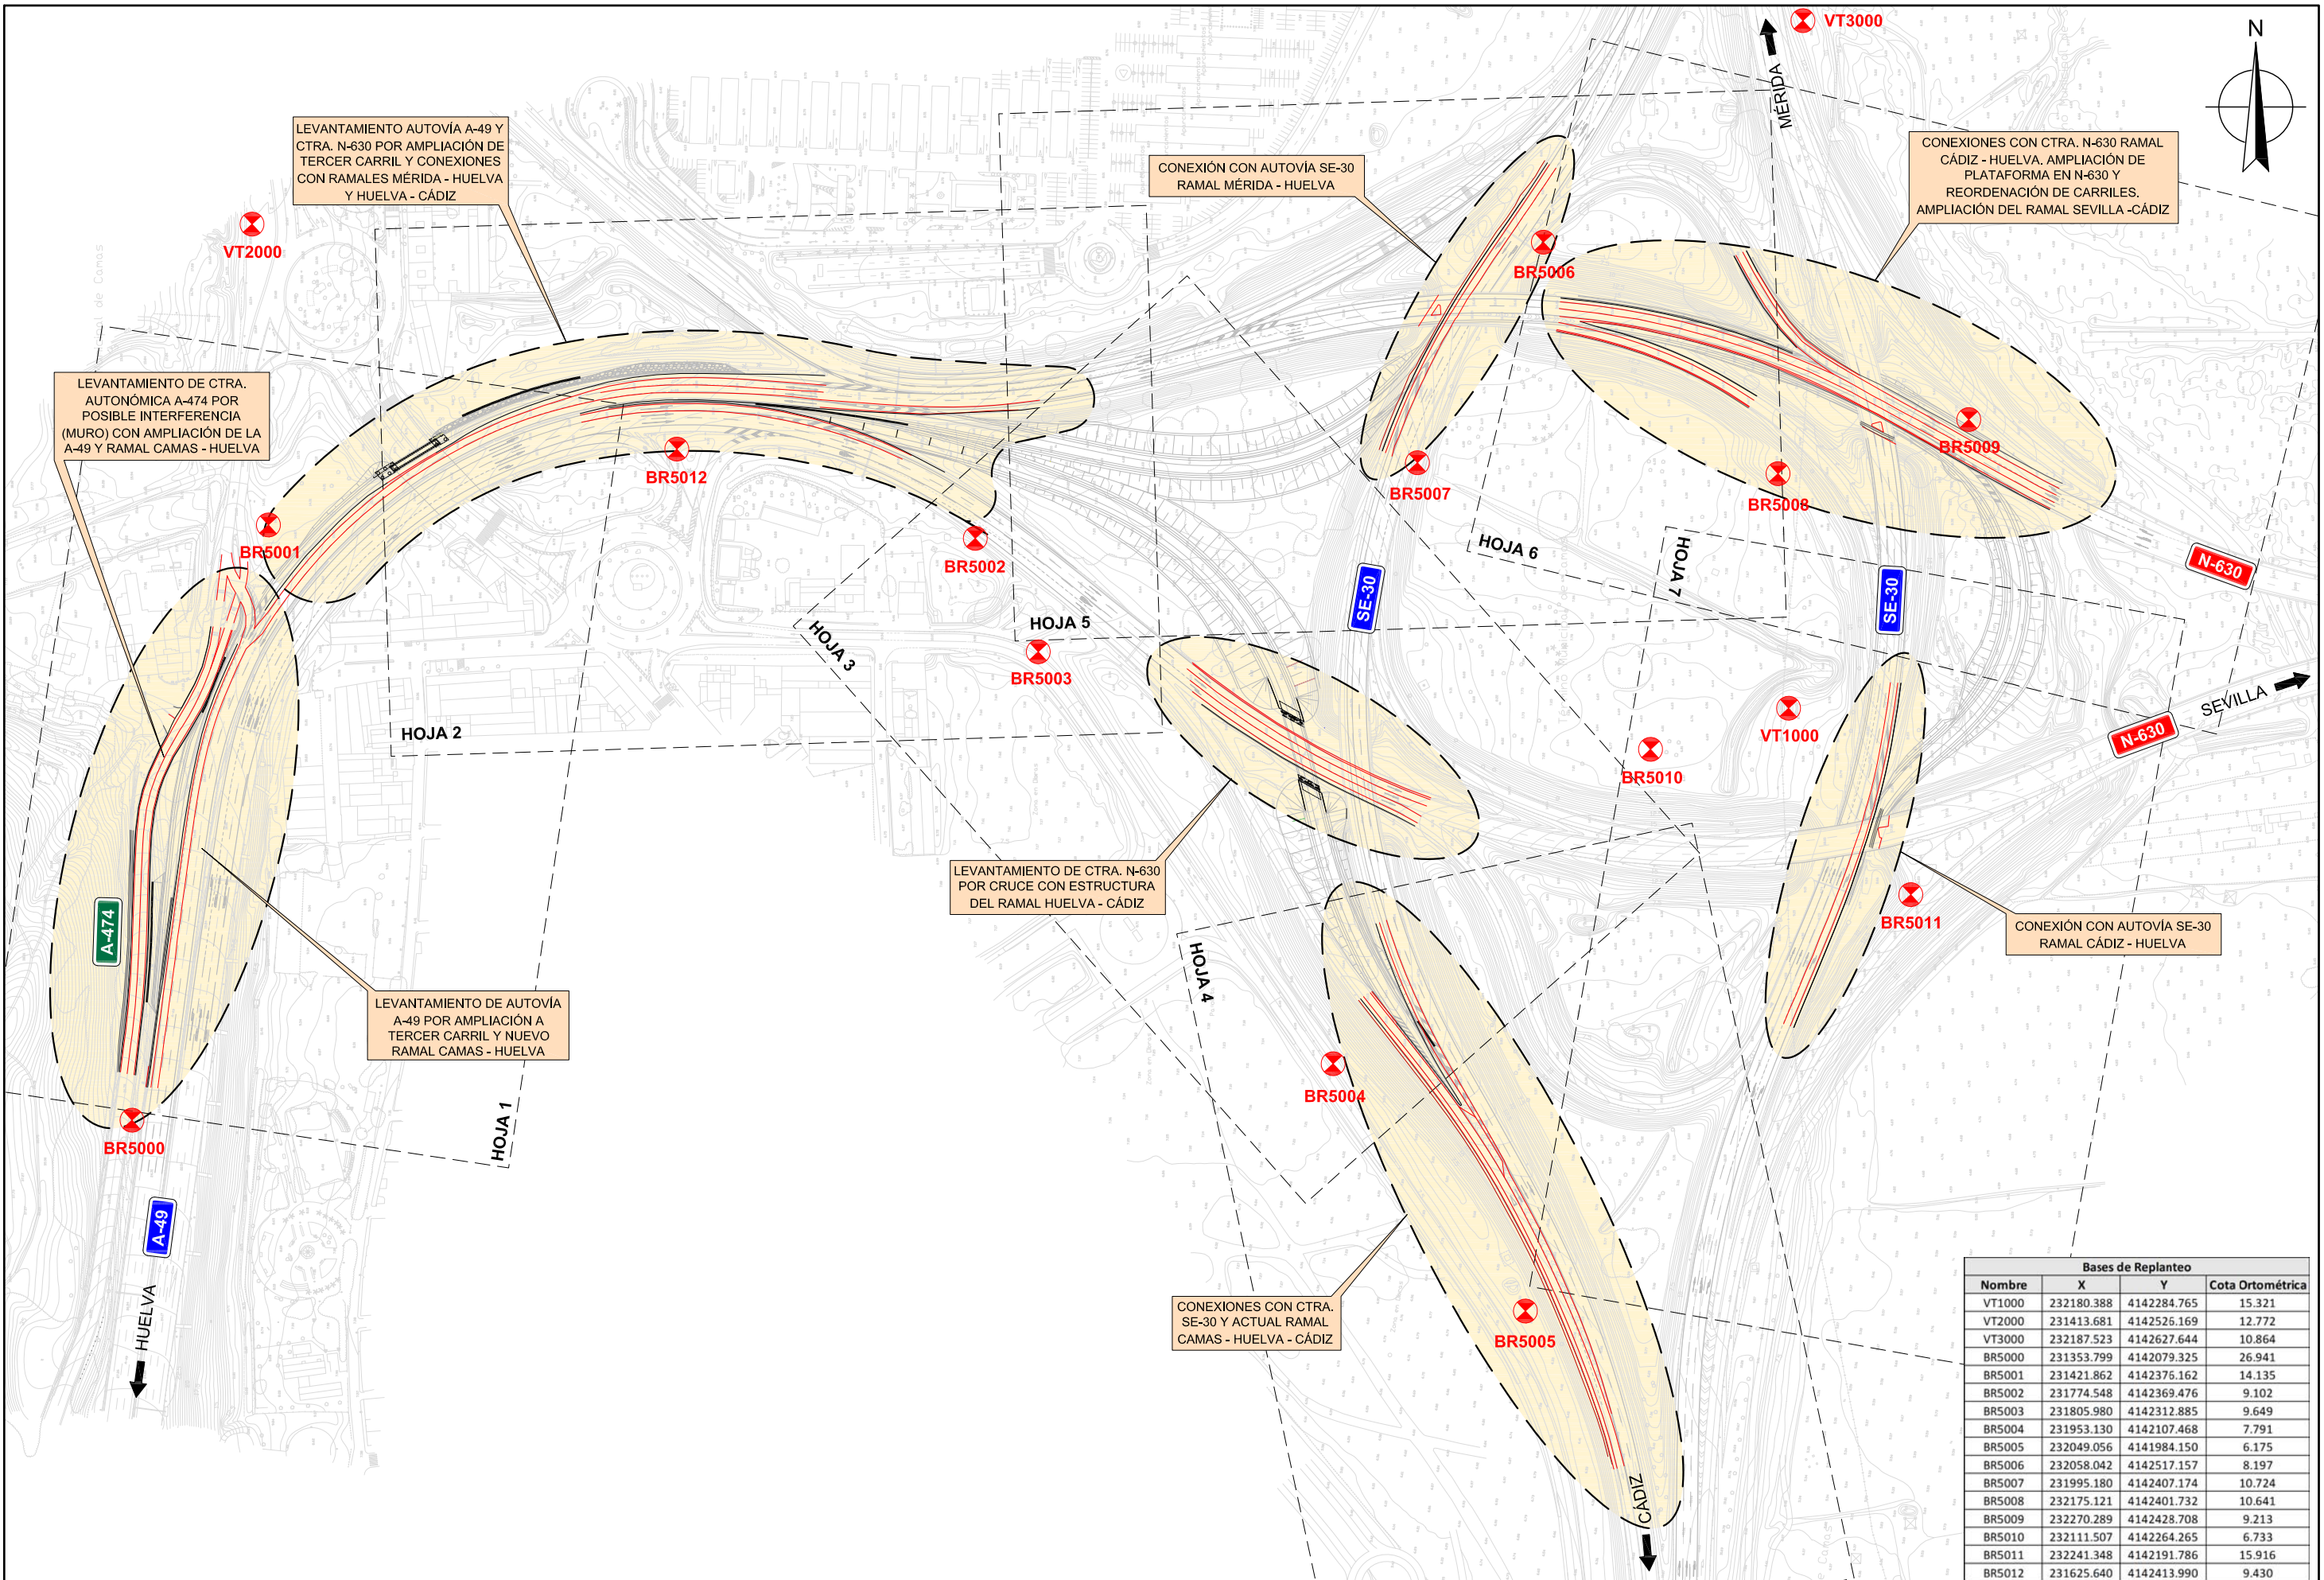 VT3000
MÉRIDA
N
LEVANTAMIENTO AUTOVÍA A-49 Y
CTRA. N-630 POR AMPLIACIÓN DE
TERCER CARRIL Y CONEXIONES
CON RAMALES MÉRIDA - HUELVA
Y HUELVA - CÁDIZ
CONEXIÓN CON AUTOVÍA SE-30
RAMAL MÉRIDA - HUELVA
CONEXIONES CON CTRA. N-630 RAMAL
CÁDIZ - HUELVA. AMPLIACIÓN DE
PLATAFORMA EN N-630 Y
REORDENACIÓN DE CARRILES.
AMPLIACIÓN DEL RAMAL SEVILLA -CÁDIZ
VT2000
BR5006
LEVANTAMIENTO DE CTRA.
AUTONÓMICA A-474 POR
POSIBLE INTERFERENCIA
(MURO) CON AMPLIACIÓN DE LA
A-49 Y RAMAL CAMAS - HUELVA
BR5012
BR5007
BR5008
BR5009
BR5001
BR5002
HOJA 6
HOJA 7
N-630
SE-30
SE-30
HOJA 5
HOJA 3
BR5003
HOJA 2
VT1000
BR5010
SEVILLA
N-630
LEVANTAMIENTO DE CTRA. N-630
POR CRUCE CON ESTRUCTURA
DEL RAMAL HUELVA - CÁDIZ
BR5011
CONEXIÓN CON AUTOVÍA SE-30
RAMAL CÁDIZ - HUELVA
A-474
HOJA 4
LEVANTAMIENTO DE AUTOVÍA
A-49 POR AMPLIACIÓN A
TERCER CARRIL Y NUEVO
RAMAL CAMAS - HUELVA
BR5004
HOJA 1
BR5000
A-49
HUELVA
CONEXIONES CON CTRA.
SE-30 Y ACTUAL RAMAL
CAMAS - HUELVA - CÁDIZ
BR5005
CÁDIZ
Bases de Replanteo
Nombre X Y Cota Ortométrica
VT1000 232180.388 4142284.765 15.321
VT2000 231413.681 4142526.169 12.772
VT3000 232187.523 4142627.644 10.864
BR5000 231353.799 4142079.325 26.941
BR5001 231421.862 4142376.162 14.135
BR5002 231774.548 4142369.476 9.102
BR5003 231805.980 4142312.885 9.649
BR5004 231953.130 4142107.468 7.791
BR5005 232049.056 4141984.150 6.175
BR5006 232058.042 4142517.157 8.197
BR5007 231995.180 4142407.174 10.724
BR5008 232175.121 4142401.732 10.641
BR5009 232270.289 4142428.708 9.213
BR5010 232111.507 4142264.265 6.733
BR5011 232241.348 4142191.786 15.916
BR5012 231625.640 4142413.990 9.430